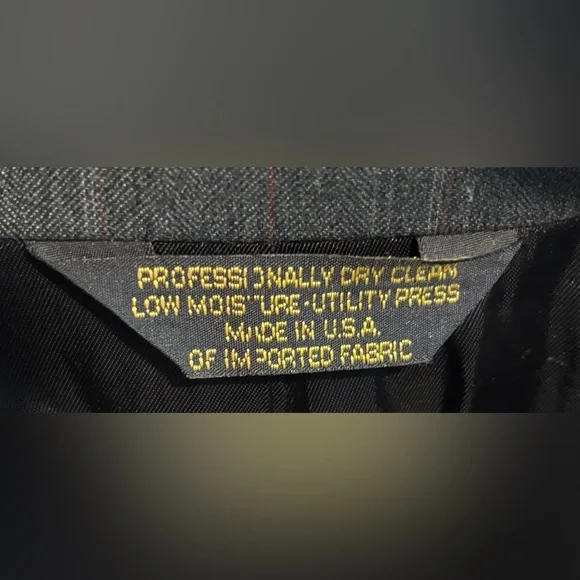 PROFESSIONALLY DRY CLEAN
LOW MOISTURE-UTILITY PRESS
MADE IN U.S.A.
OF IMPORTED FABRIC